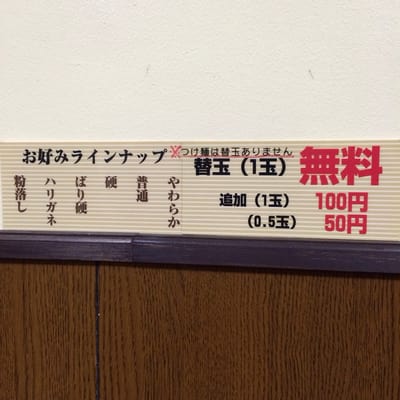 お好みラインナップ
やわらか
普通
硬
ばり硬
ハリガネ
粉落し
※つけ麺は替玉ありません
替玉（1玉）無料
追加（1玉） 100円
（0.5玉） 50円